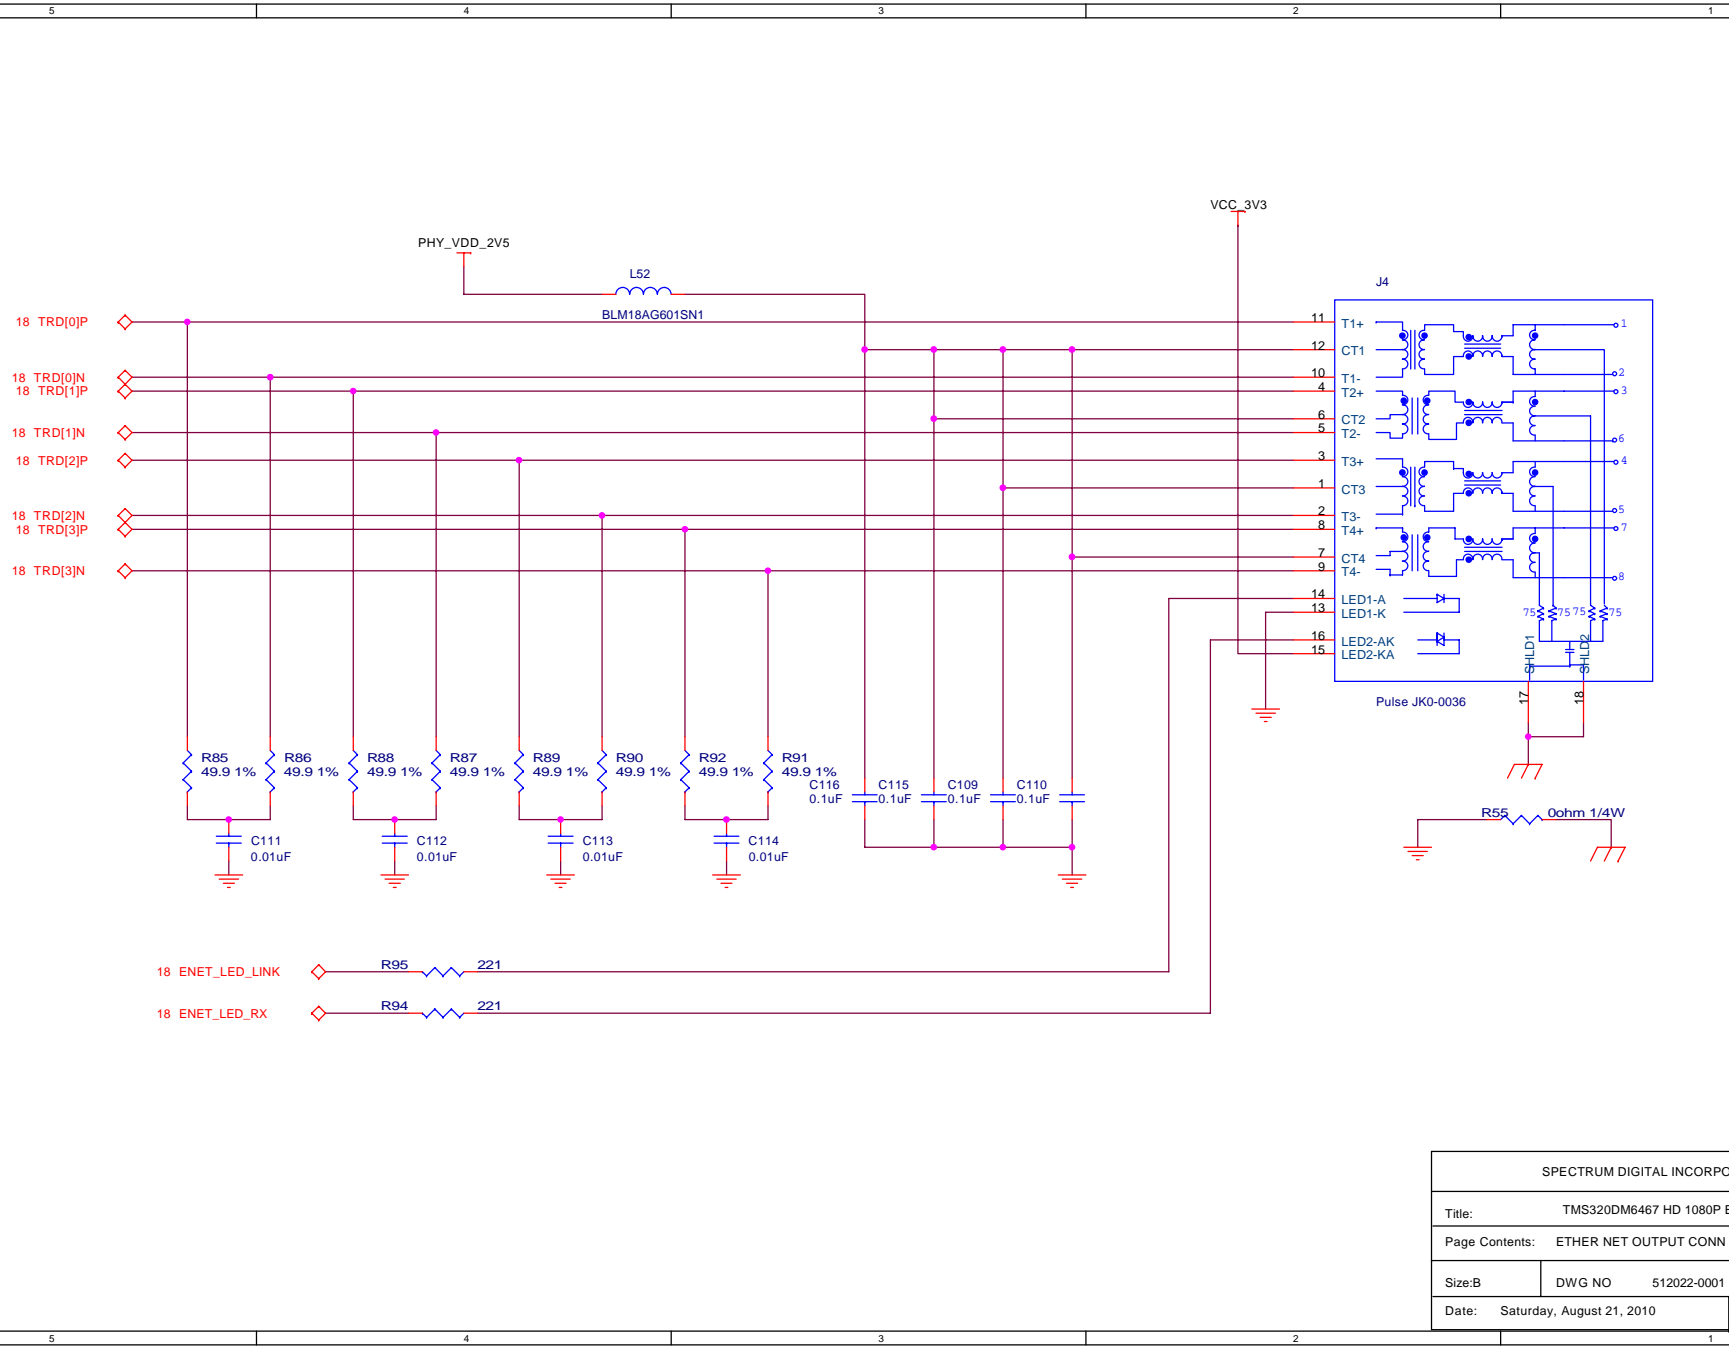 5 4 3 2 1
VCC_3V3
PHY_VDD_2V5
L52
BLM18AG601SN1
J4
18 TRD[0]P
18 TRD[0]N
18 TRD[1]P
18 TRD[1]N
18 TRD[2]P
18 TRD[2]N
18 TRD[3]P
18 TRD[3]N
11 T1+ 1
12 CT1
10 T1- 2
4 T2+ 3
6 CT2
5 T2- 6
3 T3+ 4
1 CT3
2 T3- 5
8 T4+ 7
7 CT4
9 T4- 8
14 LED1-A
13 LED1-K
16 LED2-AK
15 LED2-KA
75 75 75 75
SHLD1 SHLD2
17 18
Pulse JK0-0036
R85 R86 R88 R87 R89 R90 R92 R91
49.9 1% 49.9 1% 49.9 1% 49.9 1% 49.9 1% 49.9 1% 49.9 1% 49.9 1%
C116 C115 C109 C110
0.1uF 0.1uF 0.1uF 0.1uF
R55 0ohm 1/4W
C111 C112 C113 C114
0.01uF 0.01uF 0.01uF 0.01uF
18 ENET_LED_LINK R95 221
18 ENET_LED_RX R94 221
SPECTRUM DIGITAL INCORPO
Title: TMS320DM6467 HD 1080P E
Page Contents: ETHER NET OUTPUT CONN
Size:B DWG NO 512022-0001
Date: Saturday, August 21, 2010
5 4 3 2 1